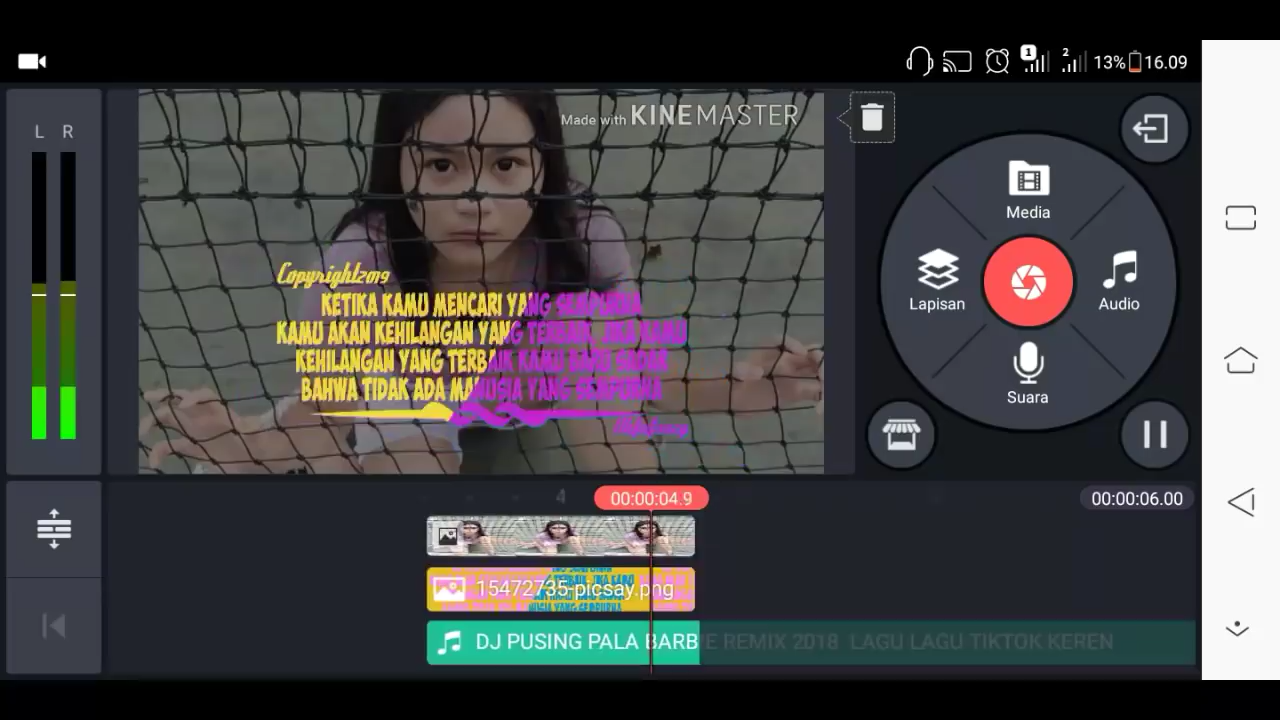 13% 16.09
L R
Made with KINEMASTER
Copyright2019
KETIKA KAMU MENCARI YANG SEMPURNA
KAMU AKAN KEHILANGAN YANG TERBAIK, JIKA KAMU
KEHILANGAN YANG TERBAIK KAMU BARU SADAR
BAHWA TIDAK ADA MANUSIA YANG SEMPURNA
Media
Lapisan
Audio
Suara
4
00:00:04.9
00:00:06.00
15472735-picsay.png
DJ PUSING PALA BARBIE REMIX 2018 LAGU LAGU TIKTOK KEREN